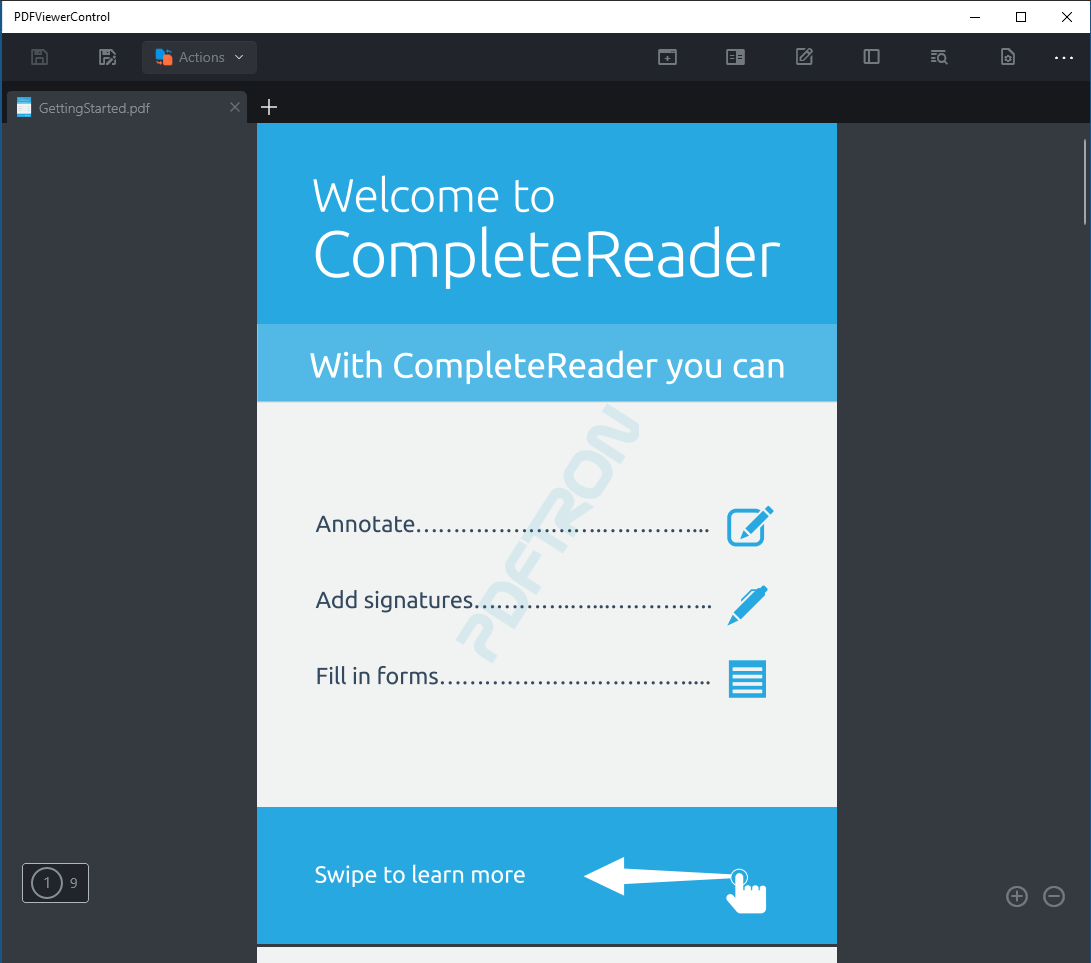 PDFViewerControl
Actions
GettingStarted.pdf
Welcome to
CompleteReader
With CompleteReader you can
PDFTRON
Annotate……………………..…………...
Add signatures………….…...…………..
Fill in forms…………………………….....
Swipe to learn more
1 9